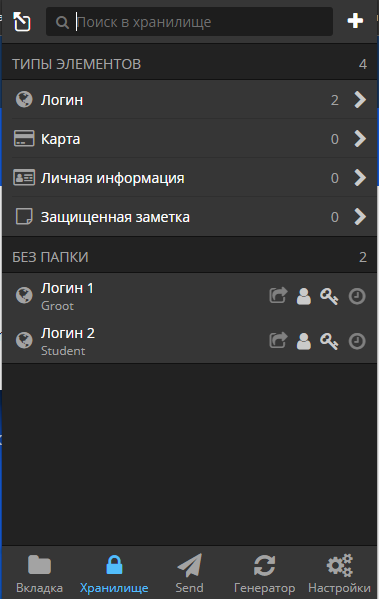 Поиск в хранилище
ТИПЫ ЭЛЕМЕНТОВ 4
Логин 2
Карта 0
Личная информация 0
Защищенная заметка 0
БЕЗ ПАПКИ 2
Логин 1
Groot
Логин 2
Student
Вкладка Хранилище Send Генератор Настройки